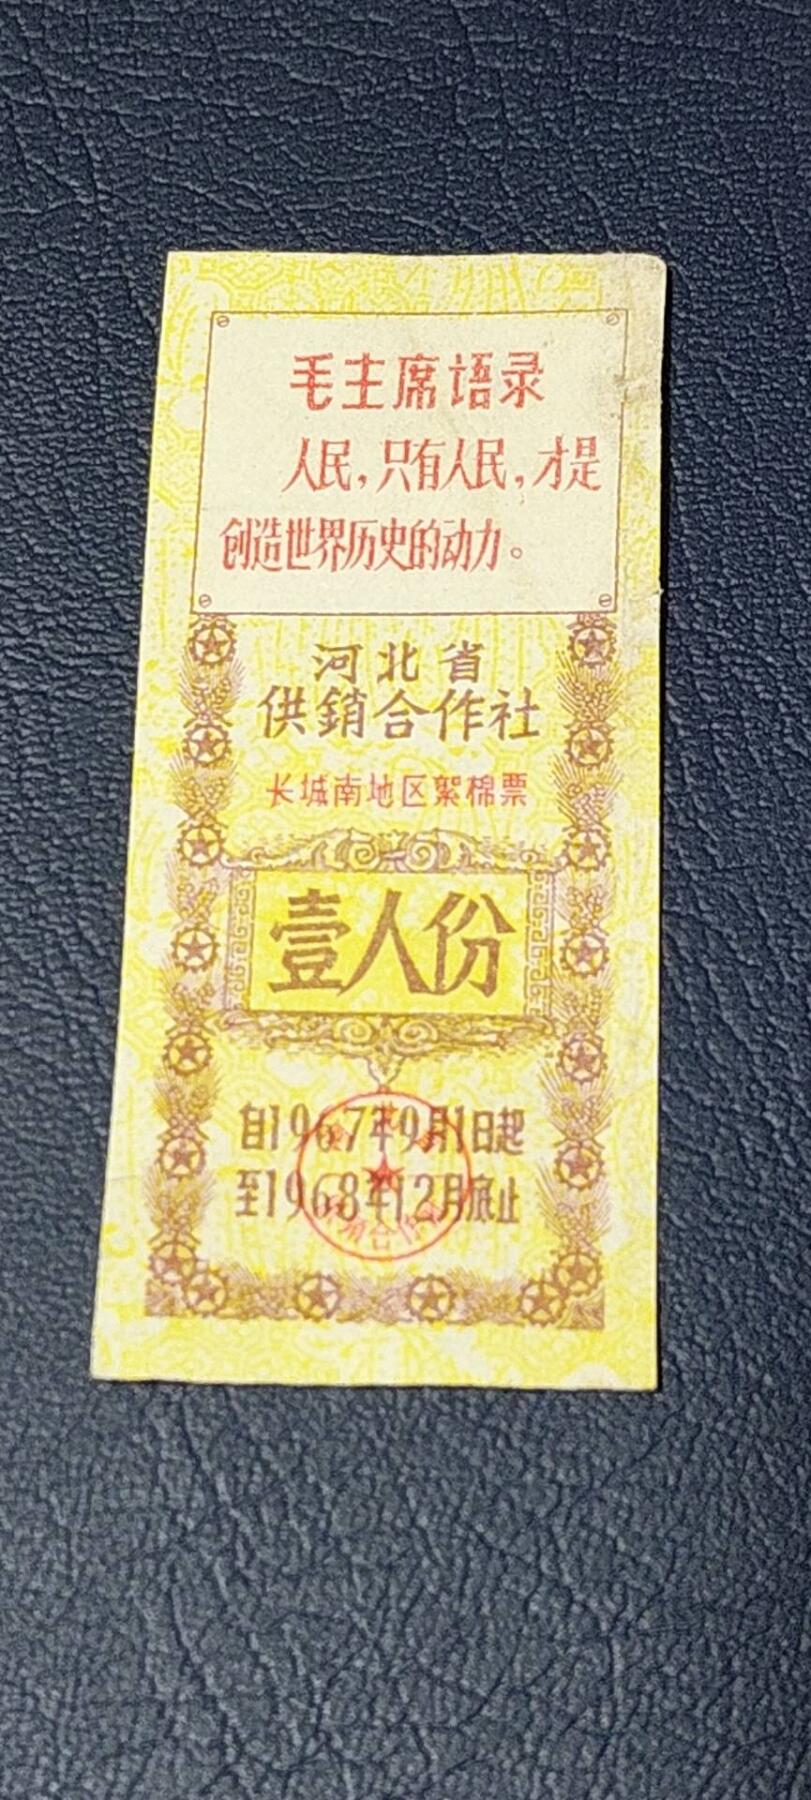 毛主席语录
人民，只有人民，才是
创造世界历史的动力。
河北省
供銷合作社
长城南地区絮棉票
壹人份
自1967年9月1日起
至1968年12月底止